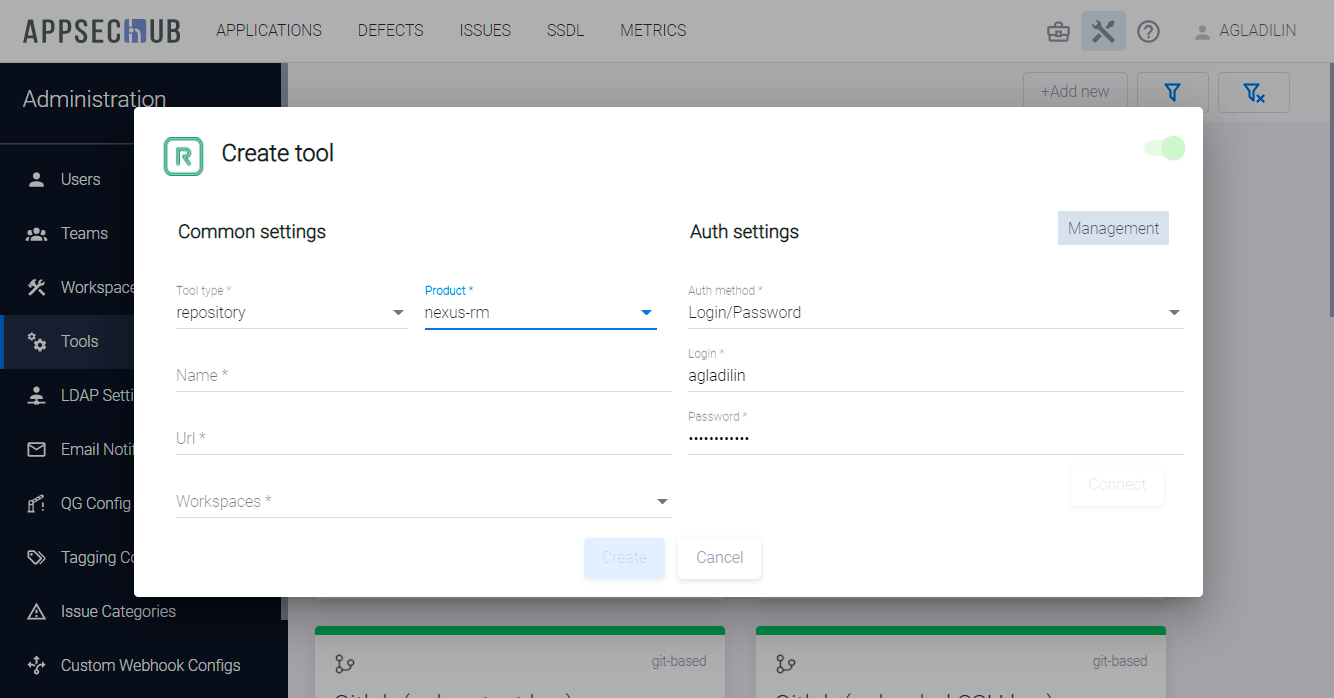 APPSECHUB
APPLICATIONS DEFECTS ISSUES SSDL METRICS AGLADILIN
Administration
+Add new
Create tool
Users
Teams
Workspace
Tools
LDAP Setti
Email Notif
QG Config
Tagging Co
Issue Categories
Custom Webhook Configs
Common settings
Auth settings
Management
Tool type *
repository
Product *
nexus-rm
Auth method *
Login/Password
Name *
Login *
agladilin
Url *
Password *
••••••••••••
Workspaces *
Connect
Create Cancel
git-based
git-based